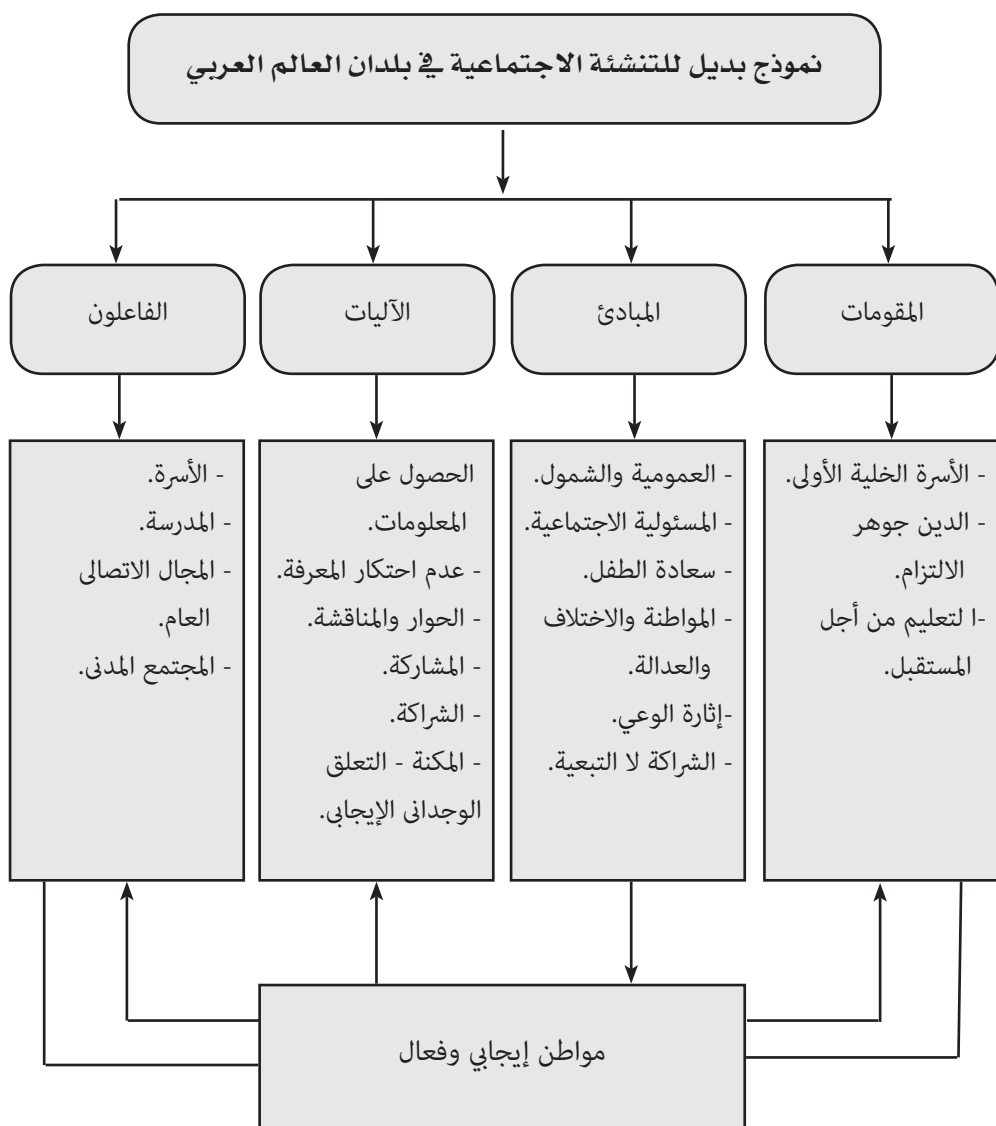 نموذج بديل للتنشئة الاجتماعية في بلدان العالم العربي
المقومات
المبادئ
الآليات
الفاعلون
- الأسرة الخلية الأولى.
- الدين جوهر
الالتزام.
-ا لتعليم من أجل
المستقبل.
- العمومية والشمول.
- المسئولية الاجتماعية.
- سعادة الطفل.
- المواطنة والاختلاف
والعدالة.
-إثارة الوعي.
- الشراكة لا التبعية.
الحصول على
المعلومات.
- عدم احتكار المعرفة.
- الحوار والمناقشة.
- المشاركة.
- الشراكة.
- المكنة - التعلق
الوجدانى الإيجابى.
- الأسرة.
- المدرسة.
- المجال الاتصالى
العام.
- المجتمع المدنى.
مواطن إيجابي وفعال